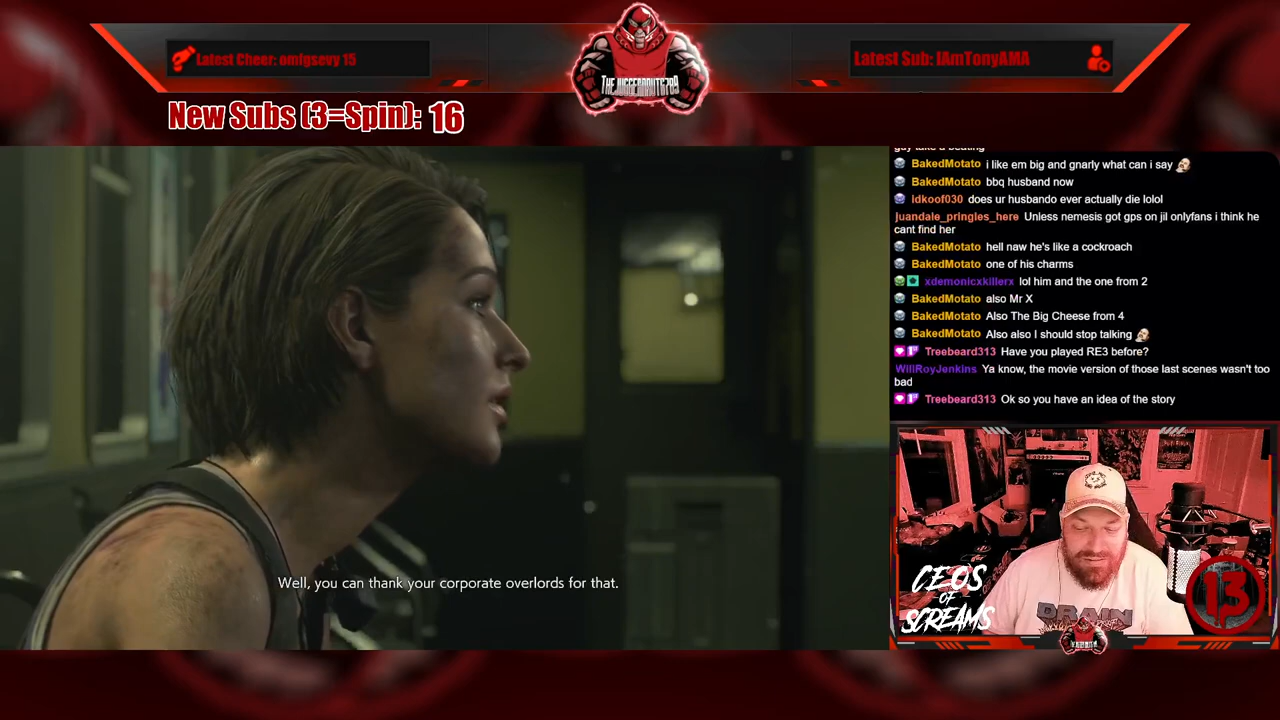 Latest Cheer: omfgsevy 15
THEJUGGERNAUT6789
Latest Sub: IAmTonyAMA
New Subs (3=Spin): 16
BakedMotato i like em big and gnarly what can i say
BakedMotato bbq husband now
ldkoof030 does ur husbando ever actually die lolol
juandale_pringles_here Unless nemesis got gps on jil onlyfans i think he
cant find her
BakedMotato hell naw he's like a cockroach
BakedMotato one of his charms
xdemonicxkillerx lol him and the one from 2
BakedMotato also Mr X
BakedMotato Also The Big Cheese from 4
BakedMotato Also also I should stop talking
Treebeard313 Have you played RE3 before?
WillRoyJenkins Ya know, the movie version of those last scenes wasn't too
bad
Treebeard313 Ok so you have an idea of the story
Well, you can thank your corporate overlords for that.
CEOS
OF
SCREAMS
DRAIN
13